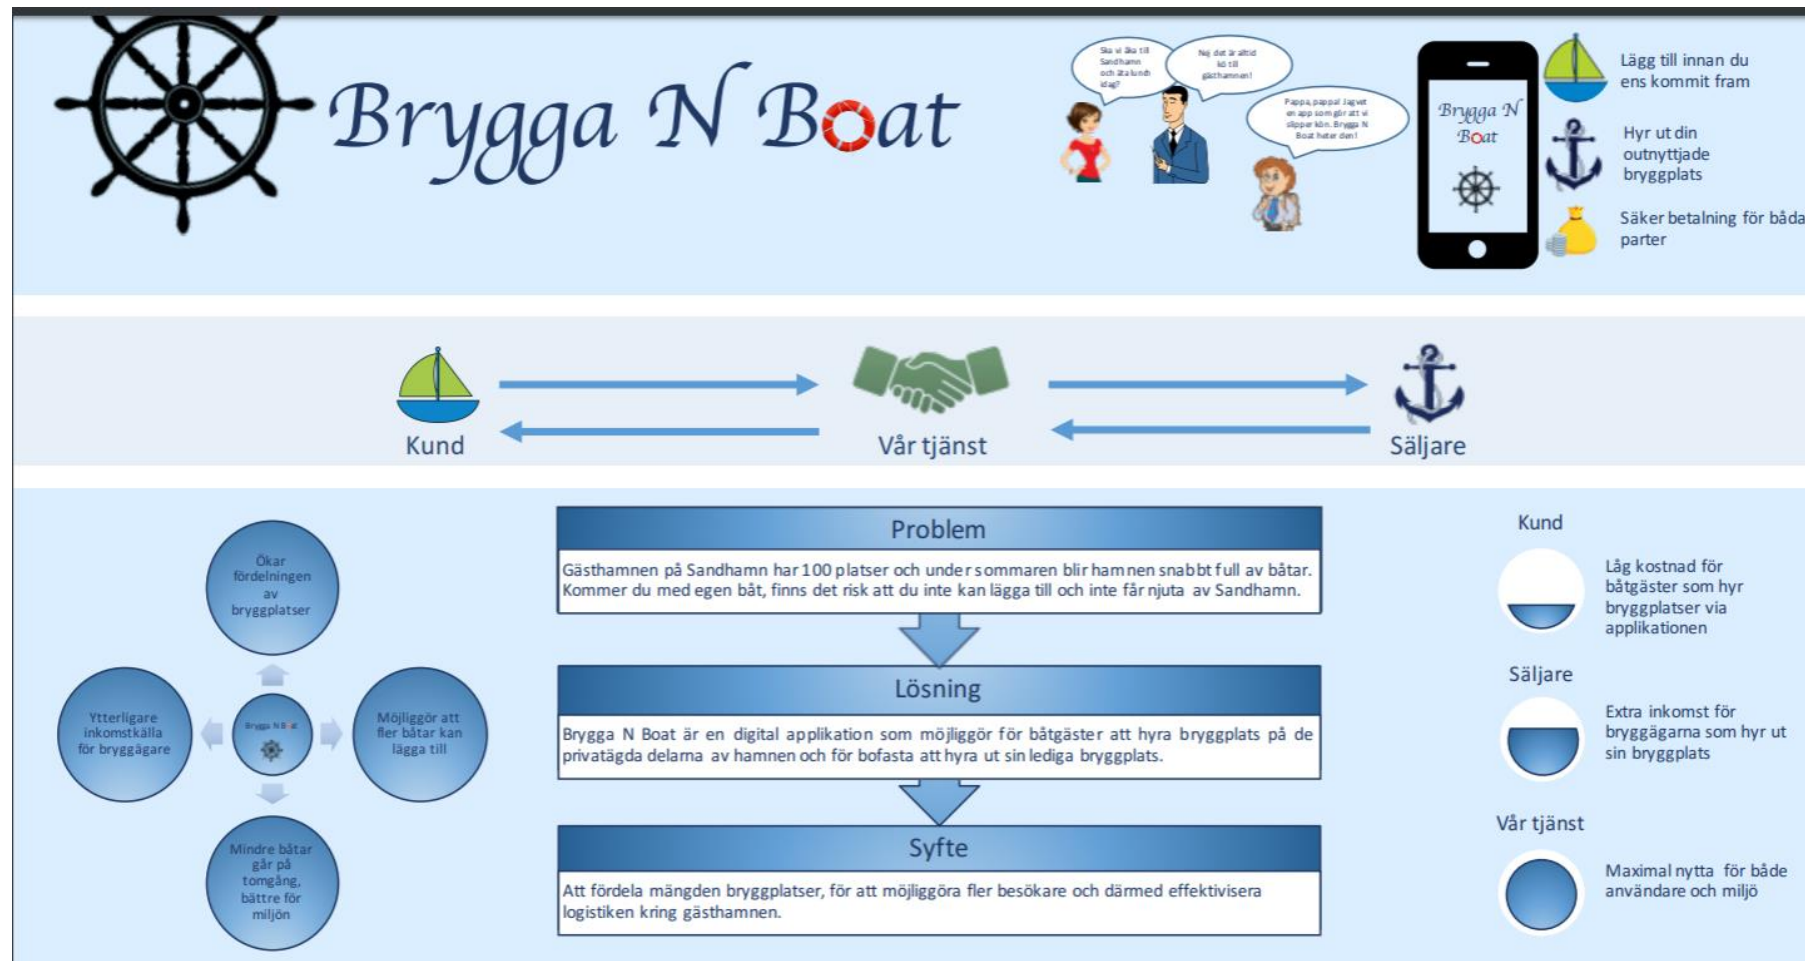 Brygga N Boat
Ska vi åka till
Sandhamn
och äta lunch
idag?
Nej det är alltid
kö till
gästhamnen!
Pappa, pappa! Jag vet
en app som gör att vi
slipper kön. Brygga N
Boat heter den!
Brygga N
Boat
Lägg till innan du
ens kommit fram
Hyr ut din
outnyttjade
bryggplats
Säker betalning för båda
parter
Kund
Vår tjänst
Säljare
Ökar
fördelningen
av
bryggplatser
Ytterligare
inkomstkälla
för bryggägare
Brygga N Boat
Möjliggör att
fler båtar kan
lägga till
Mindre båtar
går på
tomgång,
bättre för
miljön
Problem
Gästhamnen på Sandhamn har 100 platser och under sommaren blir hamnen snabbt full av båtar.
Kommer du med egen båt, finns det risk att du inte kan lägga till och inte får njuta av Sandhamn.
Lösning
Brygga N Boat är en digital applikation som möjliggör för båtgäster att hyra bryggplats på de
privatägda delarna av hamnen och för bofasta att hyra ut sin lediga bryggplats.
Syfte
Att fördela mängden bryggplatser, för att möjliggöra fler besökare och därmed effektivisera
logistiken kring gästhamnen.
Kund
Låg kostnad för
båtgäster som hyr
bryggplatser via
applikationen
Säljare
Extra inkomst för
bryggägarna som hyr ut
sin bryggplats
Vår tjänst
Maximal nytta för både
användare och miljö